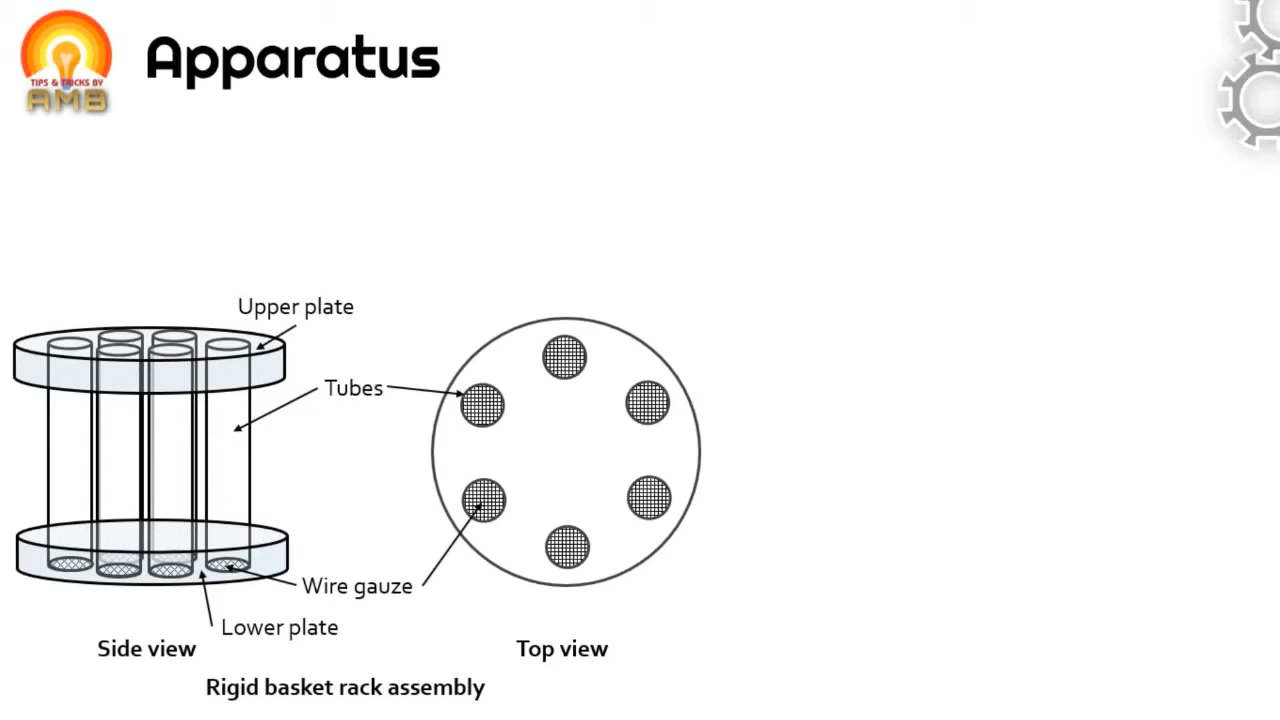 TIPS & TRICKS BY
AMB
Apparatus
Upper plate
Tubes
Wire gauze
Lower plate
Side view
Top view
Rigid basket rack assembly